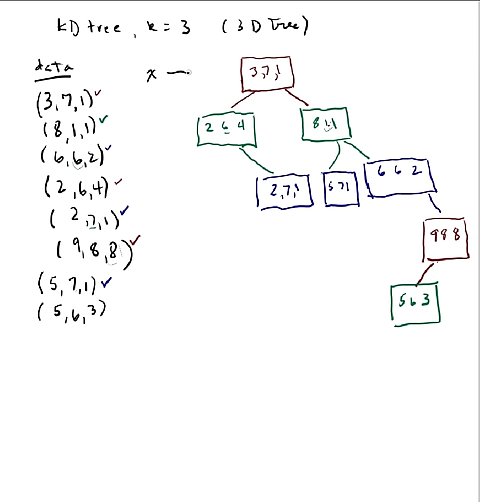 KD tree, k = 3 (3D Tree)
data
x —
3,7,1
(3,7,1)
2 6 4
8,1
(8,1,1)
(6,6,2)
6 6 2
(2,6,4)
2,7,1
5 7 1
(2,7,1)
(9,8,8)
9 8 8
(5,7,1)
(5,6,3)
5 6 3